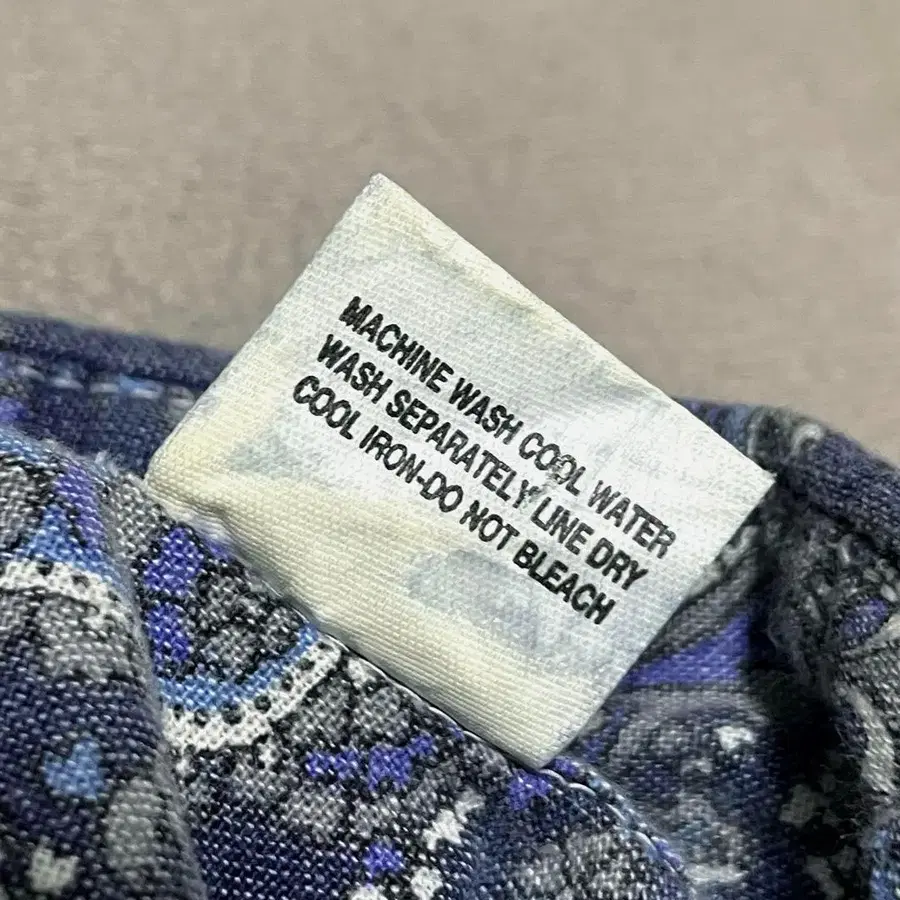 MACHINE WASH COOL WATER
WASH SEPARATELY LINE DRY
COOL IRON-DO NOT BLEACH